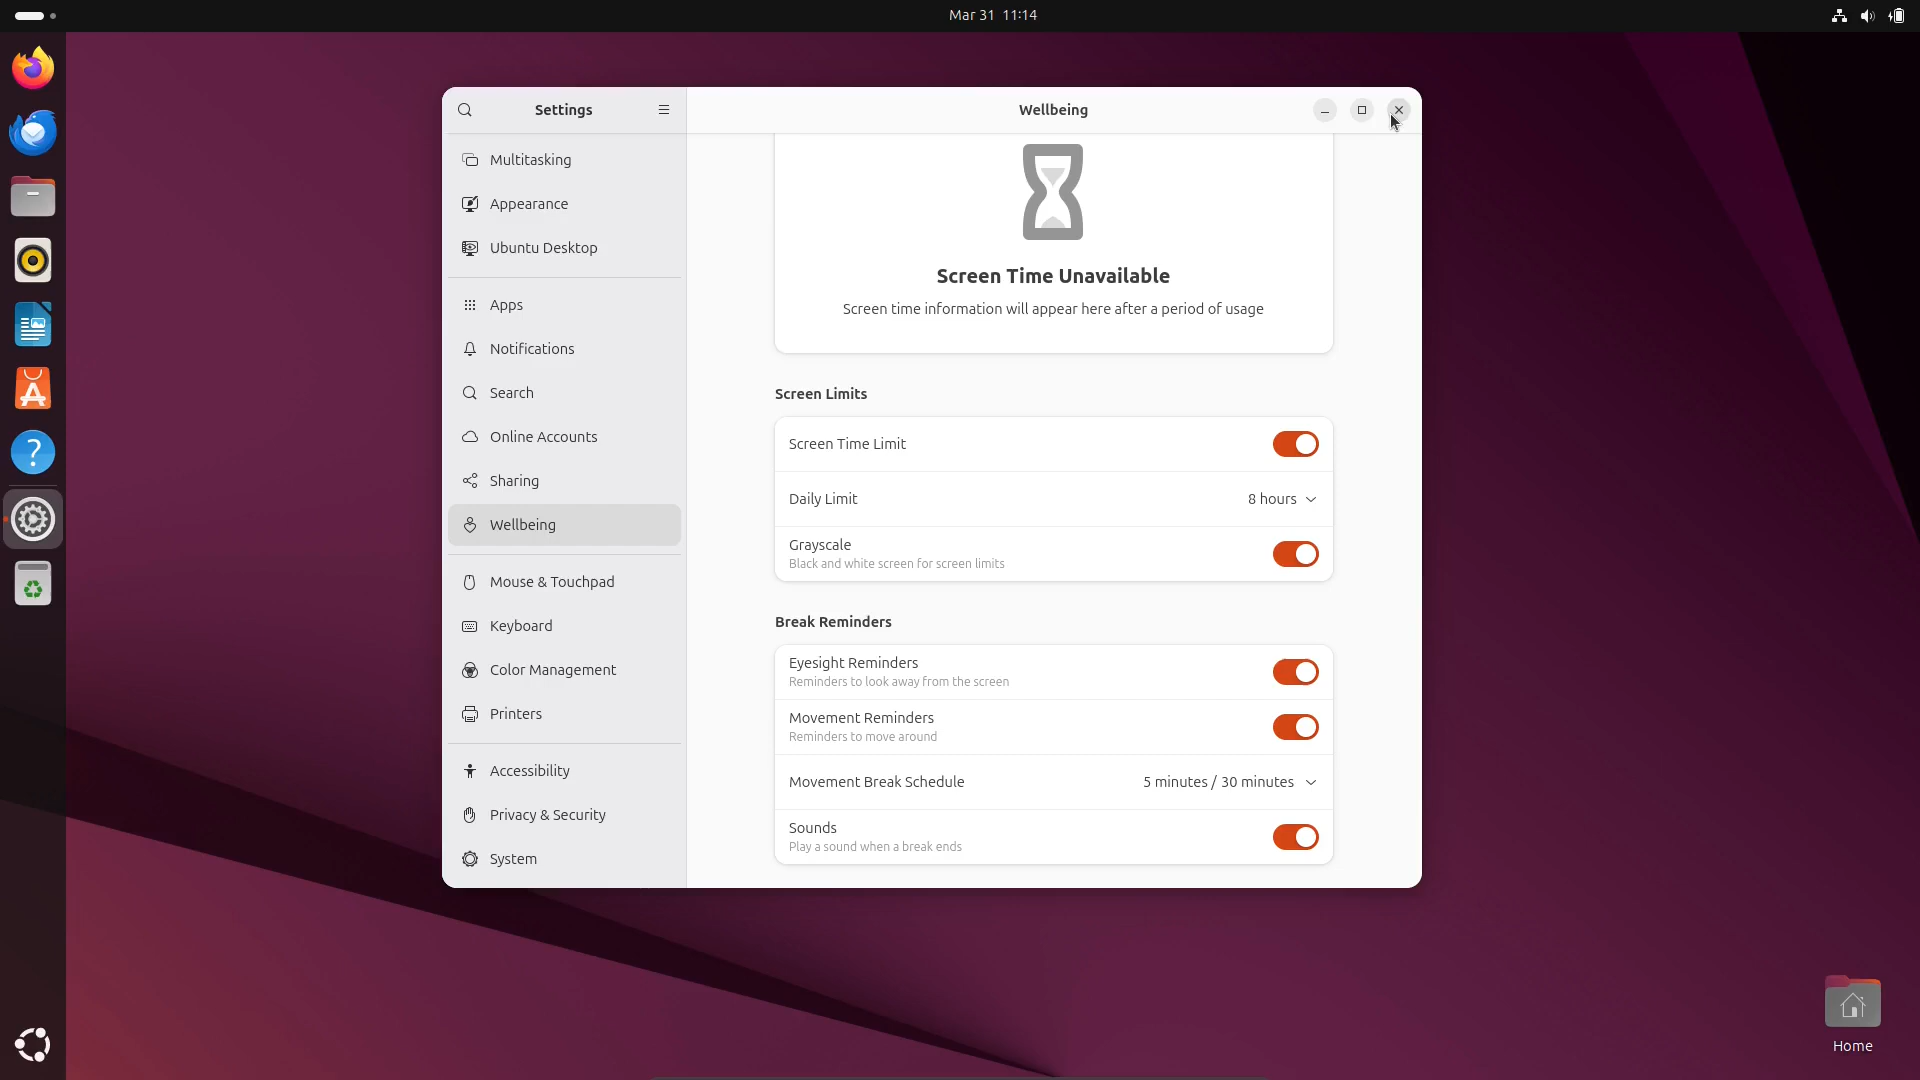 Mar 31 11:14
Settings
Wellbeing
Multitasking
Appearance
Ubuntu Desktop
Apps
Notifications
Search
Online Accounts
Sharing
Wellbeing
Mouse & Touchpad
Keyboard
Color Management
Printers
Accessibility
Privacy & Security
System
Screen Time Unavailable
Screen time information will appear here after a period of usage
Screen Limits
Screen Time Limit
Daily Limit 8 hours
Grayscale
Black and white screen for screen limits
Break Reminders
Eyesight Reminders
Reminders to look away from the screen
Movement Reminders
Reminders to move around
Movement Break Schedule 5 minutes / 30 minutes
Sounds
Play a sound when a break ends
Home